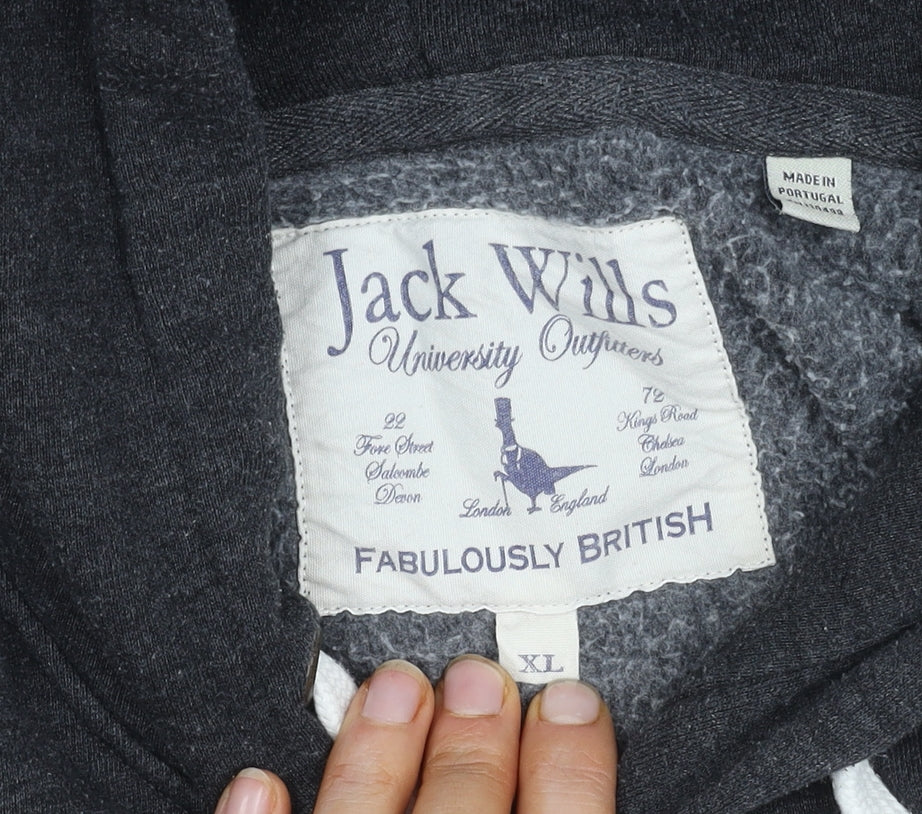 MADE IN
PORTUGAL
Jack Wills
University Outfitters
22
Fore Street
Salcombe
Devon
72
Kings Road
Chelsea
London
London England
FABULOUSLY BRITISH
XL